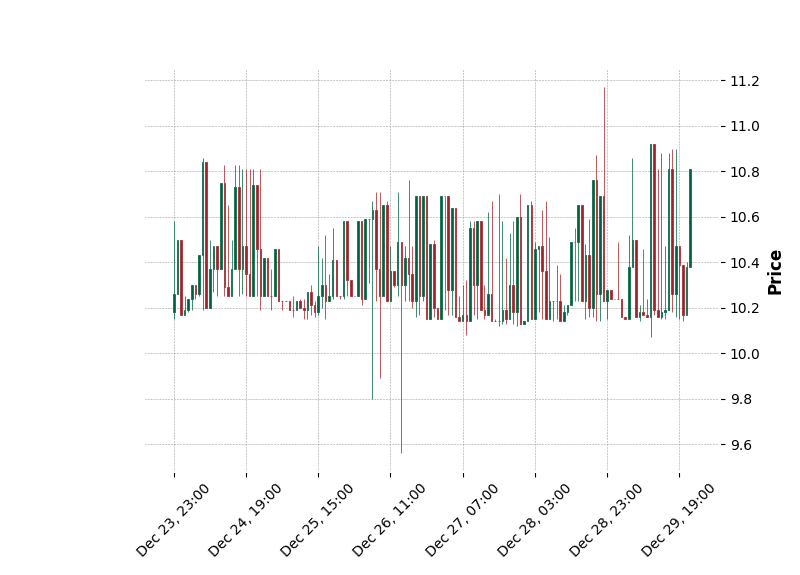 11.2
11.0
10.8
10.6
10.4
10.2
10.0
9.8
9.6
Price
Dec 23, 23:00
Dec 24, 19:00
Dec 25, 15:00
Dec 26, 11:00
Dec 27, 07:00
Dec 28, 03:00
Dec 28, 23:00
Dec 29, 19:00